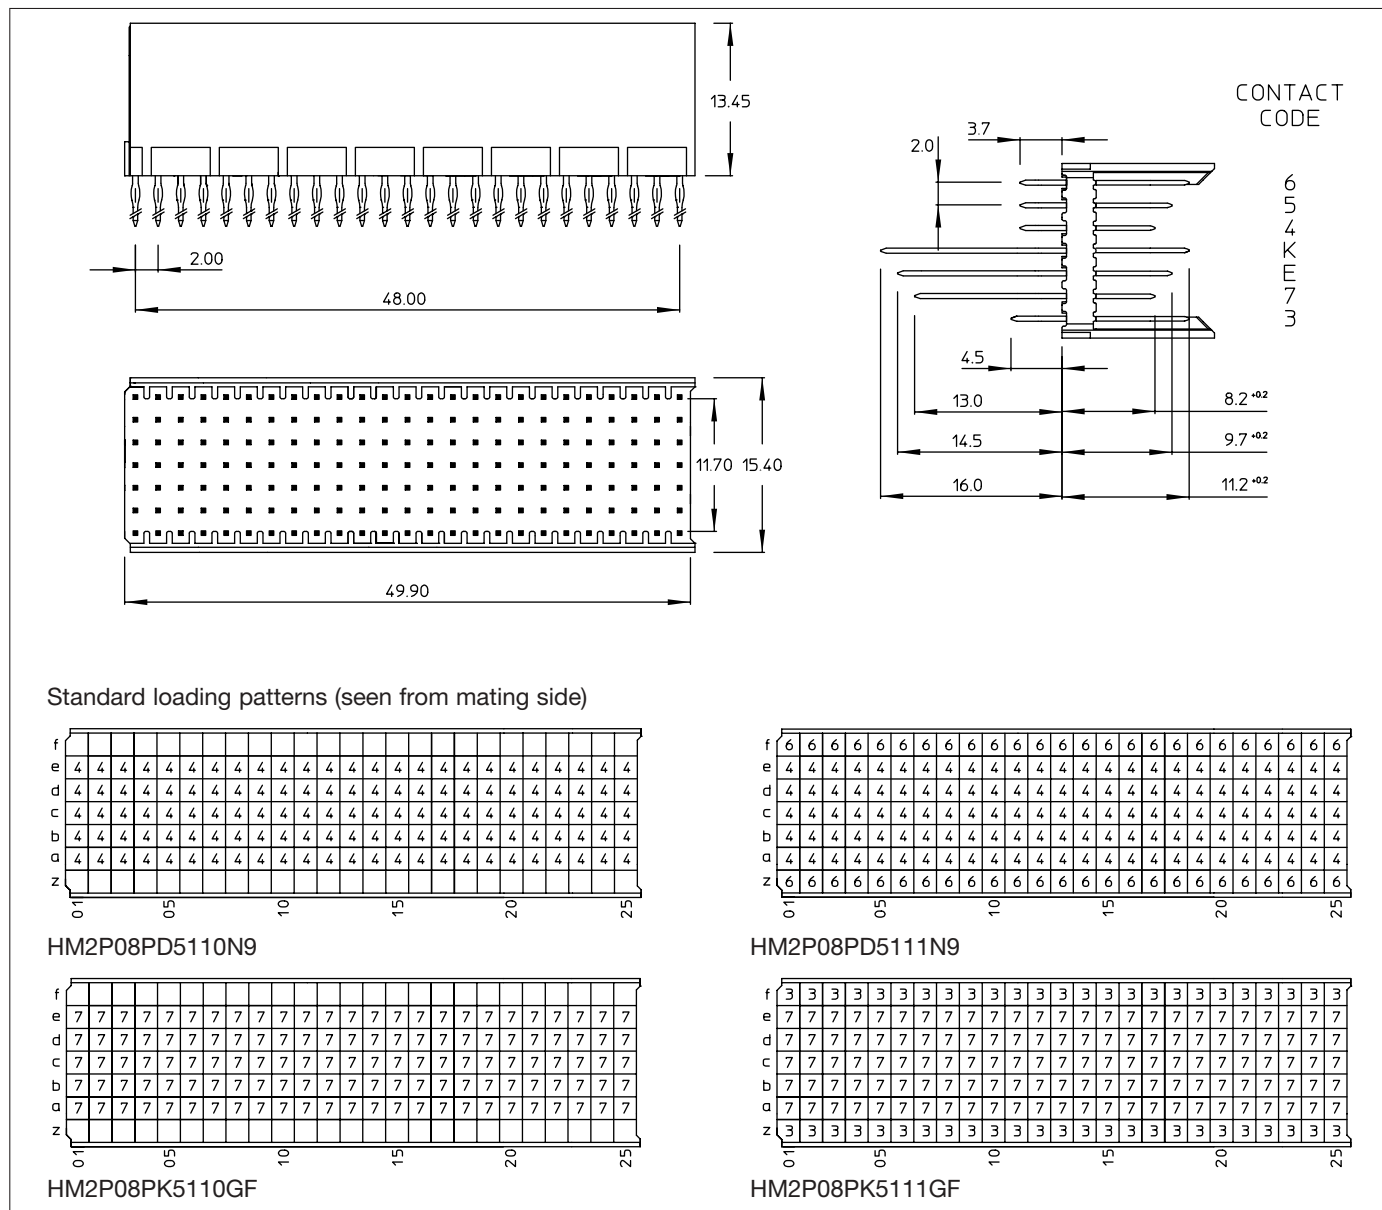 13.45
2.00
48.00
11.70 15.40
49.90
CONTACT
CODE
3.7
2.0
6
5
4
K
E
7
3
4.5
13.0 8.2 +0.2
14.5 9.7 +0.2
16.0 11.2 +0.2
Standard loading patterns (seen from mating side)
f
e 4 4 4 4 4 4 4 4 4 4 4 4 4 4 4 4 4 4 4 4 4 4 4 4 4
d 4 4 4 4 4 4 4 4 4 4 4 4 4 4 4 4 4 4 4 4 4 4 4 4 4
c 4 4 4 4 4 4 4 4 4 4 4 4 4 4 4 4 4 4 4 4 4 4 4 4 4
b 4 4 4 4 4 4 4 4 4 4 4 4 4 4 4 4 4 4 4 4 4 4 4 4 4
a 4 4 4 4 4 4 4 4 4 4 4 4 4 4 4 4 4 4 4 4 4 4 4 4 4
z
01 05 10 15 20 25
HM2P08PD5110N9
f 6 6 6 6 6 6 6 6 6 6 6 6 6 6 6 6 6 6 6 6 6 6 6 6 6
e 4 4 4 4 4 4 4 4 4 4 4 4 4 4 4 4 4 4 4 4 4 4 4 4 4
d 4 4 4 4 4 4 4 4 4 4 4 4 4 4 4 4 4 4 4 4 4 4 4 4 4
c 4 4 4 4 4 4 4 4 4 4 4 4 4 4 4 4 4 4 4 4 4 4 4 4 4
b 4 4 4 4 4 4 4 4 4 4 4 4 4 4 4 4 4 4 4 4 4 4 4 4 4
a 4 4 4 4 4 4 4 4 4 4 4 4 4 4 4 4 4 4 4 4 4 4 4 4 4
z 6 6 6 6 6 6 6 6 6 6 6 6 6 6 6 6 6 6 6 6 6 6 6 6 6
01 05 10 15 20 25
HM2P08PD5111N9
f
e 7 7 7 7 7 7 7 7 7 7 7 7 7 7 7 7 7 7 7 7 7 7 7 7 7
d 7 7 7 7 7 7 7 7 7 7 7 7 7 7 7 7 7 7 7 7 7 7 7 7 7
c 7 7 7 7 7 7 7 7 7 7 7 7 7 7 7 7 7 7 7 7 7 7 7 7 7
b 7 7 7 7 7 7 7 7 7 7 7 7 7 7 7 7 7 7 7 7 7 7 7 7 7
a 7 7 7 7 7 7 7 7 7 7 7 7 7 7 7 7 7 7 7 7 7 7 7 7 7
z
01 05 10 15 20 25
HM2P08PK5110GF
f 3 3 3 3 3 3 3 3 3 3 3 3 3 3 3 3 3 3 3 3 3 3 3 3 3
e 7 7 7 7 7 7 7 7 7 7 7 7 7 7 7 7 7 7 7 7 7 7 7 7 7
d 7 7 7 7 7 7 7 7 7 7 7 7 7 7 7 7 7 7 7 7 7 7 7 7 7
c 7 7 7 7 7 7 7 7 7 7 7 7 7 7 7 7 7 7 7 7 7 7 7 7 7
b 7 7 7 7 7 7 7 7 7 7 7 7 7 7 7 7 7 7 7 7 7 7 7 7 7
a 7 7 7 7 7 7 7 7 7 7 7 7 7 7 7 7 7 7 7 7 7 7 7 7 7
z 3 3 3 3 3 3 3 3 3 3 3 3 3 3 3 3 3 3 3 3 3 3 3 3 3
01 05 10 15 20 25
HM2P08PK5111GF